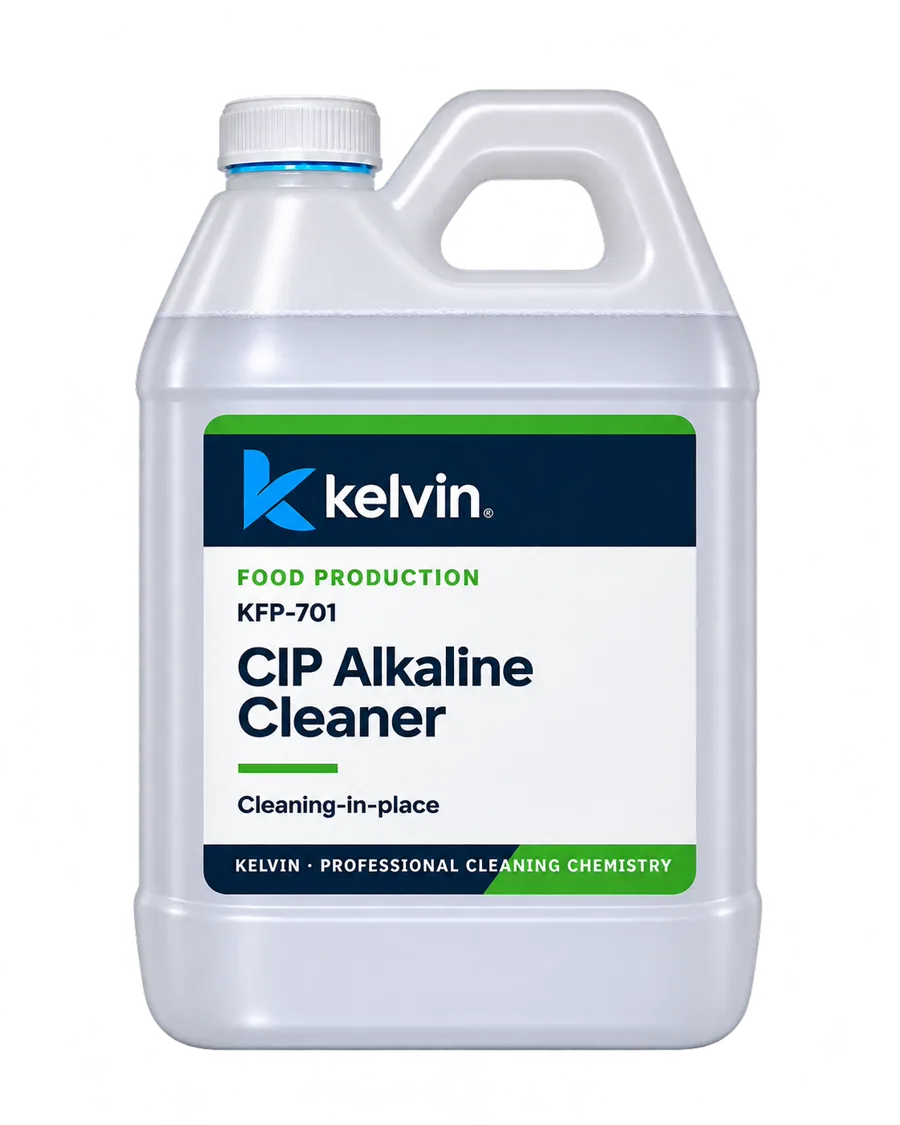 kelvin®
FOOD PRODUCTION
KFP-701
CIP Alkaline
Cleaner
Cleaning-in-place
KELVIN · PROFESSIONAL CLEANING CHEMISTRY